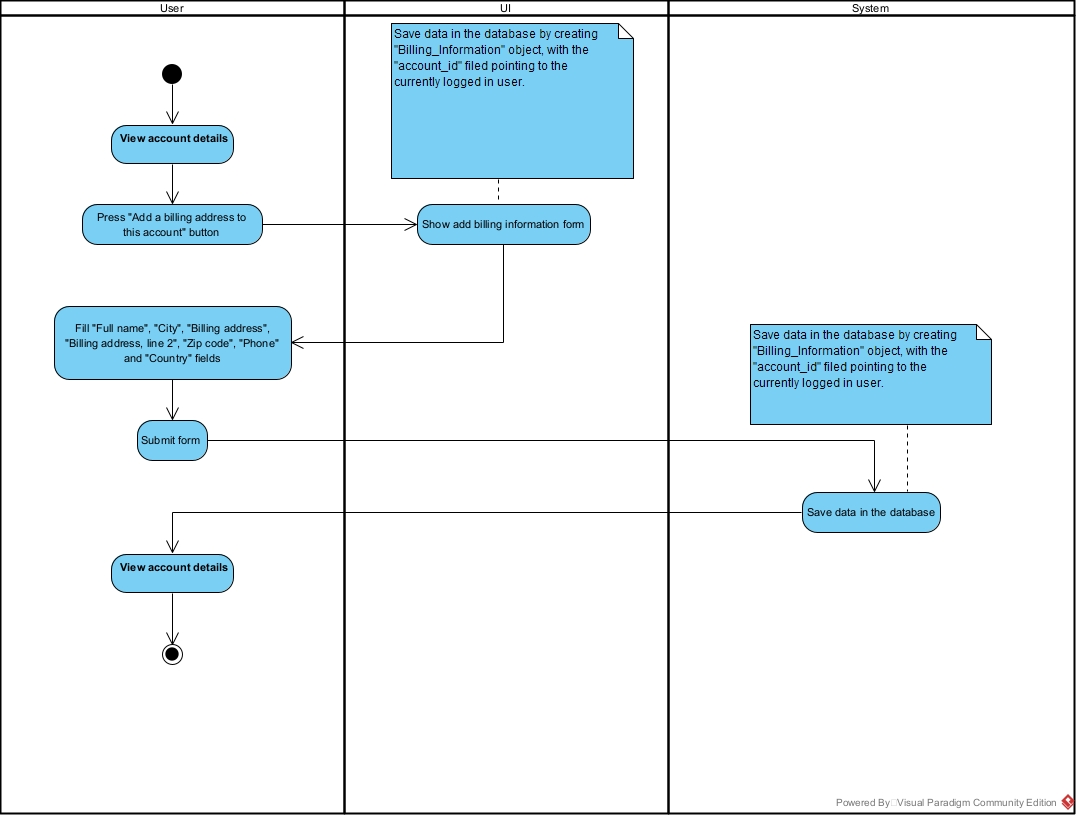 User
UI
System
Save data in the database by creating
"Billing_Information" object, with the
"account_id" filed pointing to the
currently logged in user.
View account details
Press "Add a billing address to
this account" button
Show add billing information form
Fill "Full name", "City", "Billing address",
"Billing address, line 2", "Zip code", "Phone"
and "Country" fields
Save data in the database by creating
"Billing_Information" object, with the
"account_id" filed pointing to the
currently logged in user.
Submit form
Save data in the database
View account details
Powered By Visual Paradigm Community Edition